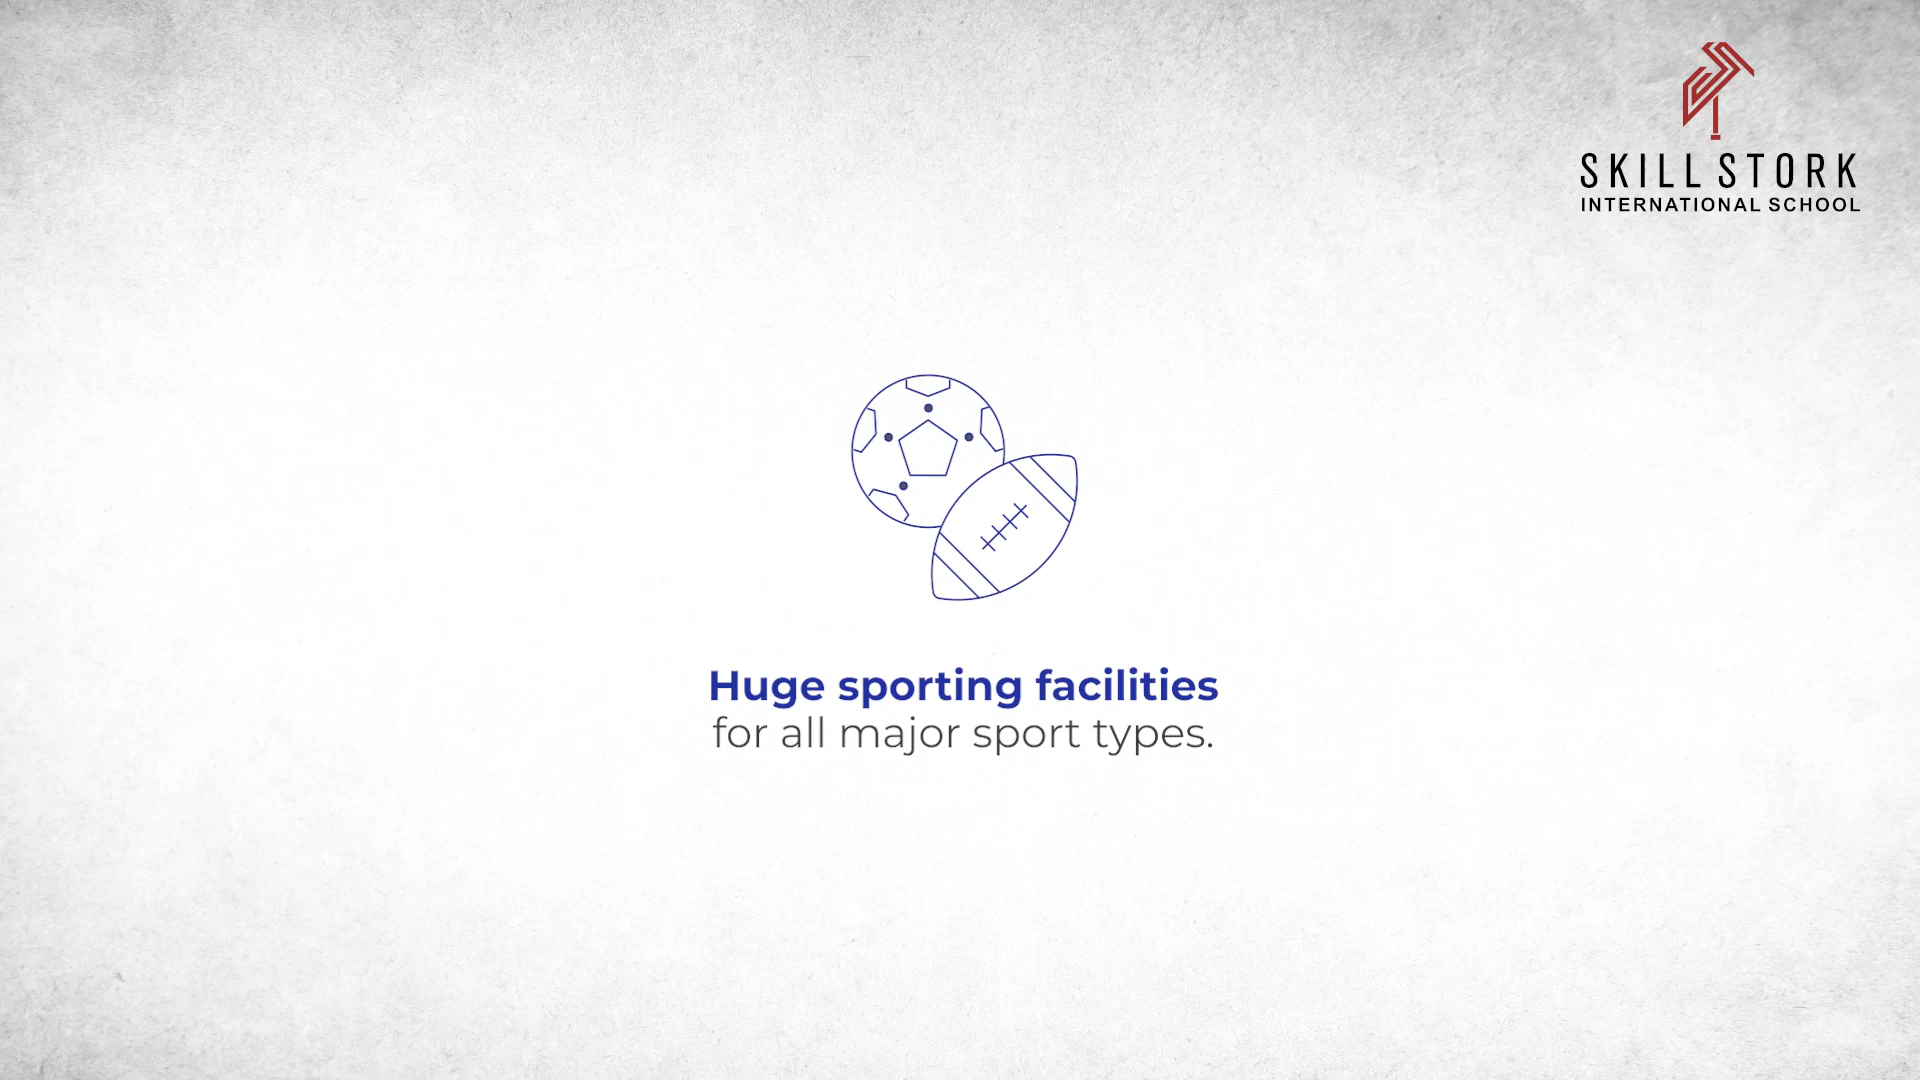 SKILL STORK
INTERNATIONAL SCHOOL
Huge sporting facilities
for all major sport types.